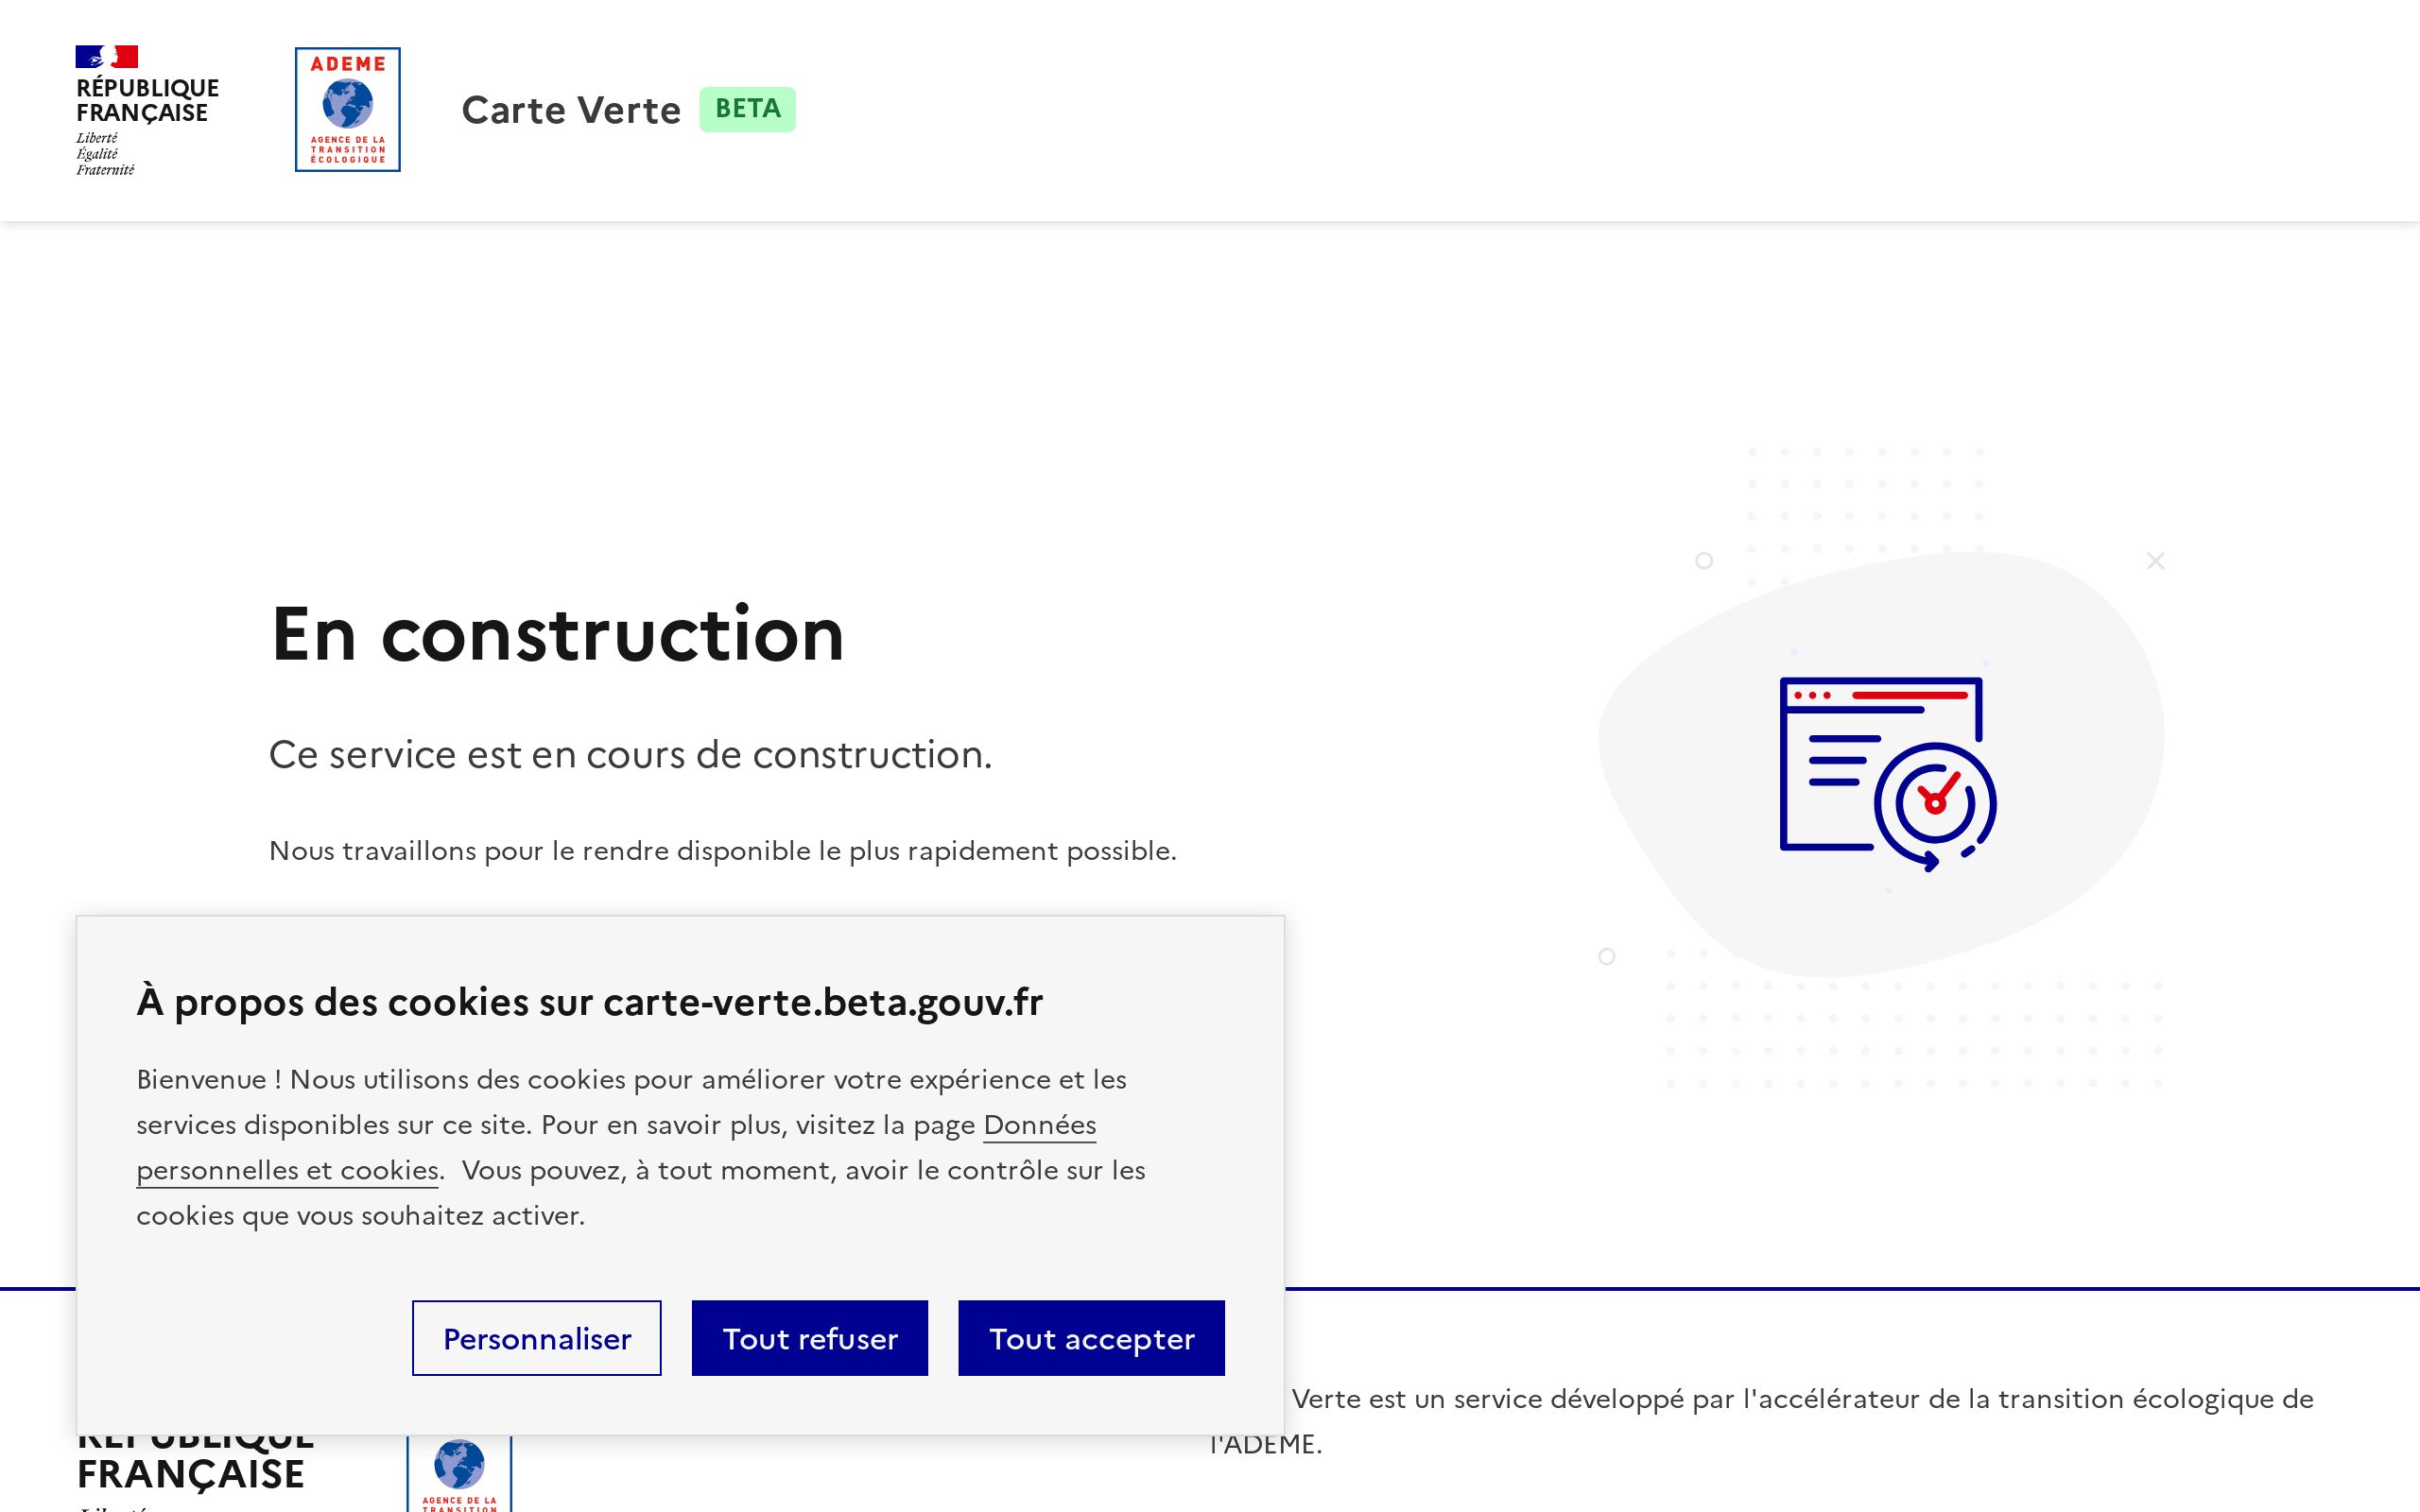 RÉPUBLIQUE
FRANÇAISE
Liberté
Égalité
Fraternité
ADEME
AGENCE DE LA
TRANSITION
ÉCOLOGIQUE
Carte Verte BETA
En construction
Ce service est en cours de construction.
Nous travaillons pour le rendre disponible le plus rapidement possible.
À propos des cookies sur carte-verte.beta.gouv.fr
Bienvenue ! Nous utilisons des cookies pour améliorer votre expérience et les
services disponibles sur ce site. Pour en savoir plus, visitez la page Données
personnelles et cookies. Vous pouvez, à tout moment, avoir le contrôle sur les
cookies que vous souhaitez activer.
Personnaliser Tout refuser Tout accepter
Verte est un service développé par l'accélérateur de la transition écologique de
l'ADEME.
RÉPUBLIQUE
FRANÇAISE
AGENCE DE LA
TRANSITION